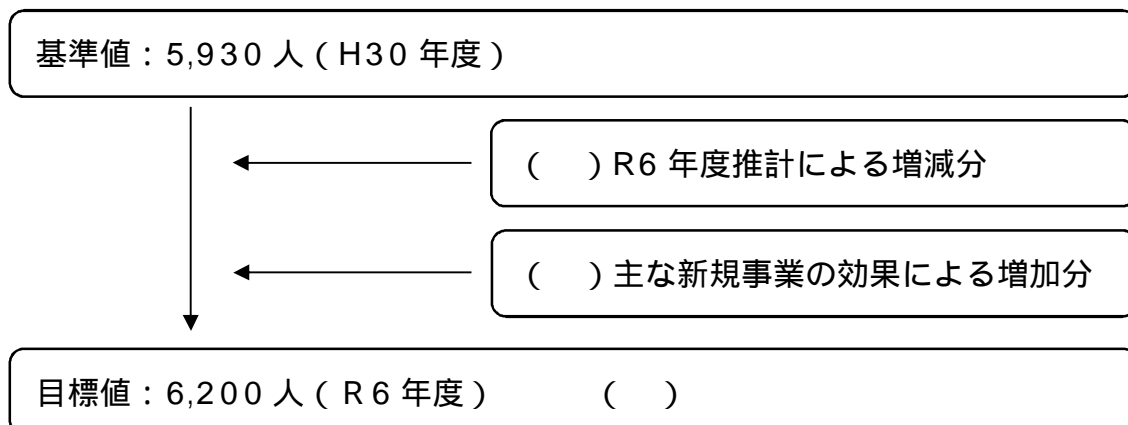 基準値：5,930 人（H30 年度）
（　）R6 年度推計による増減分
（　）主な新規事業の効果による増加分
目標値：6,200 人（R6 年度）　　　（　）